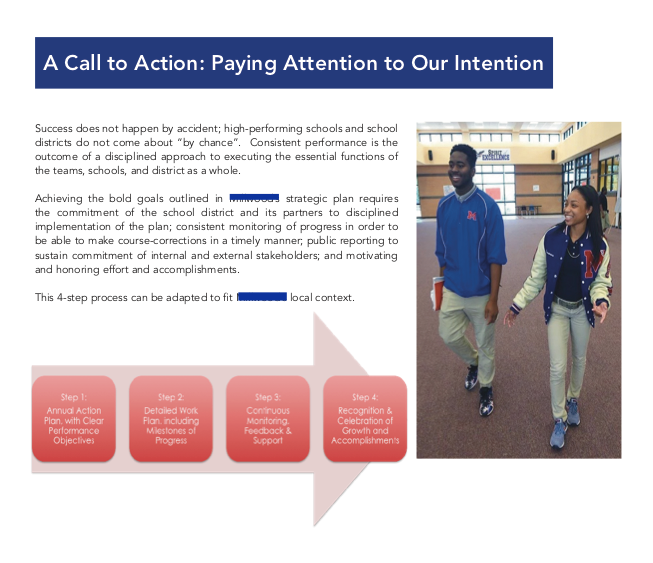 A Call to Action: Paying Attention to Our Intention
Success does not happen by accident; high-performing schools and school
districts do not come about “by chance”. Consistent performance is the
outcome of a disciplined approach to executing the essential functions of
the teams, schools, and district as a whole.
Achieving the bold goals outlined in strategic plan requires
the commitment of the school district and its partners to disciplined
implementation of the plan; consistent monitoring of progress in order to
be able to make course-corrections in a timely manner; public reporting to
sustain commitment of internal and external stakeholders; and motivating
and honoring effort and accomplishments.
This 4-step process can be adapted to fit local context.
Step 1:
Annual Action
Plan, with Clear
Performance
Objectives
Step 2:
Detailed Work
Plan, including
Milestones of
Progress
Step 3:
Continuous
Monitoring,
Feedback &
Support
Step 4:
Recognition &
Celebration of
Growth and
Accomplishments
EXCELLENCE
M
M